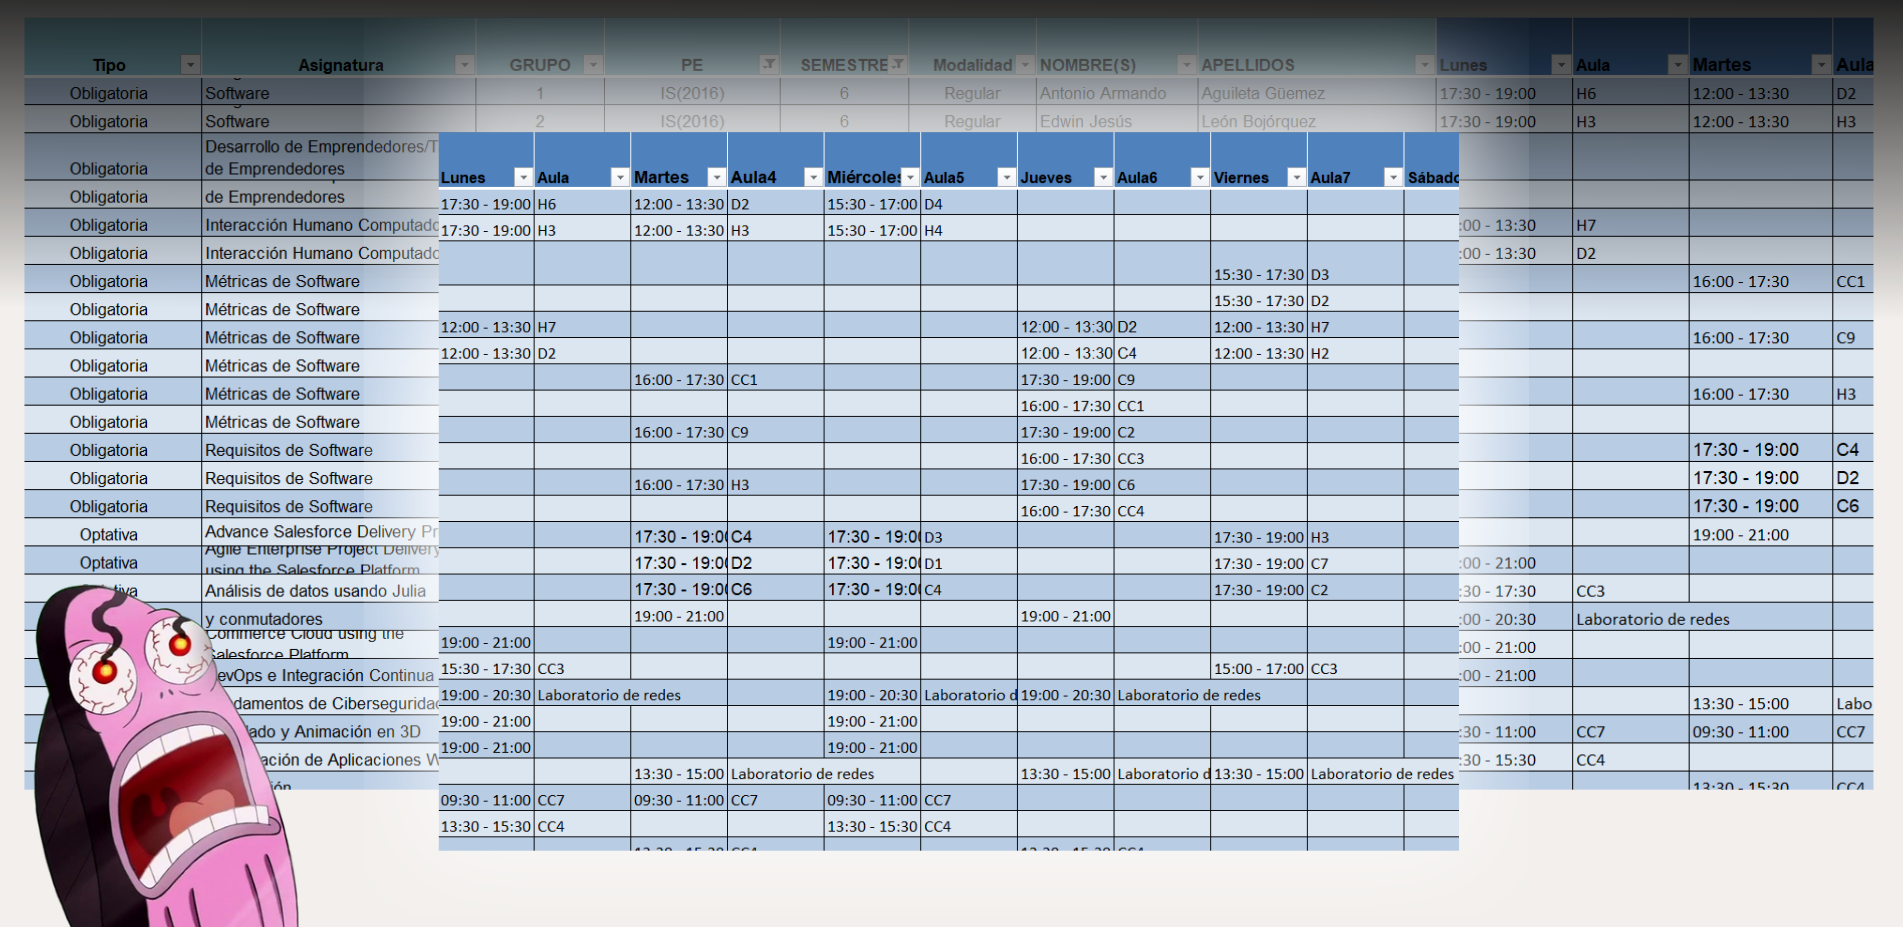 Tipo Asignatura GRUPO PE SEMESTRE Modalidad NOMBRE(S) APELLIDOS Lunes Aula Martes Aula
Obligatoria Software 1 IS(2016) 6 Regular Antonio Armando Aguileta Güemez 17:30 - 19:00 H6 12:00 - 13:30 D2
Obligatoria Software 2 IS(2016) 6 Regular Edwin Jesús León Bojórquez 17:30 - 19:00 H3 12:00 - 13:30 H3
Desarrollo de Emprendedores/T
Obligatoria de Emprendedores
Obligatoria de Emprendedores
Obligatoria Interacción Humano Computado
Obligatoria Interacción Humano Computado
Obligatoria Métricas de Software
Obligatoria Métricas de Software
Obligatoria Métricas de Software
Obligatoria Métricas de Software
Obligatoria Métricas de Software
Obligatoria Métricas de Software
Obligatoria Requisitos de Software
Obligatoria Requisitos de Software
Obligatoria Requisitos de Software
Optativa Advance Salesforce Delivery Pr
Agile Enterprise Project Delivery
Optativa using the Salesforce Platform
tiva Análisis de datos usando Julia
y conmutadores
Commerce Cloud using the
Salesforce Platform
evOps e Integración Continua
damentos de Ciberseguridad
lado y Animación en 3D
ación de Aplicaciones W
ión
Lunes Aula Martes Aula4 Miércoles Aula5 Jueves Aula6 Viernes Aula7 Sábado
17:30 - 19:00 H6 12:00 - 13:30 D2 15:30 - 17:00 D4
17:30 - 19:00 H3 12:00 - 13:30 H3 15:30 - 17:00 H4
15:30 - 17:30 D3
15:30 - 17:30 D2
12:00 - 13:30 H7 12:00 - 13:30 D2 12:00 - 13:30 H7
12:00 - 13:30 D2 12:00 - 13:30 C4 12:00 - 13:30 H2
16:00 - 17:30 CC1 17:30 - 19:00 C9
16:00 - 17:30 CC1
16:00 - 17:30 C9 17:30 - 19:00 C2
16:00 - 17:30 CC3
16:00 - 17:30 H3 17:30 - 19:00 C6
16:00 - 17:30 CC4
17:30 - 19:00 C4 17:30 - 19:00 D3 17:30 - 19:00 H3
17:30 - 19:00 D2 17:30 - 19:00 D1 17:30 - 19:00 C7
17:30 - 19:00 C6 17:30 - 19:00 C4 17:30 - 19:00 C2
19:00 - 21:00 19:00 - 21:00
19:00 - 21:00 19:00 - 21:00
15:30 - 17:30 CC3 15:00 - 17:00 CC3
19:00 - 20:30 Laboratorio de redes 19:00 - 20:30 Laboratorio d 19:00 - 20:30 Laboratorio de redes
19:00 - 21:00 19:00 - 21:00
19:00 - 21:00 19:00 - 21:00
13:30 - 15:00 Laboratorio de redes 13:30 - 15:00 Laboratorio d 13:30 - 15:00 Laboratorio de redes
09:30 - 11:00 CC7 09:30 - 11:00 CC7 09:30 - 11:00 CC7
13:30 - 15:30 CC4 13:30 - 15:30 CC4
13:30 - 15:30 CC4 13:30 - 15:30 CC4
:00 - 13:30 H7
:00 - 13:30 D2
16:00 - 17:30 CC1
16:00 - 17:30 C9
16:00 - 17:30 H3
17:30 - 19:00 C4
17:30 - 19:00 D2
17:30 - 19:00 C6
19:00 - 21:00
:00 - 21:00
:30 - 17:30 CC3
:00 - 20:30 Laboratorio de redes
:00 - 21:00
:00 - 21:00
13:30 - 15:00 Labo
:30 - 11:00 CC7 09:30 - 11:00 CC7
:30 - 15:30 CC4
13:30 - 15:30 CC4